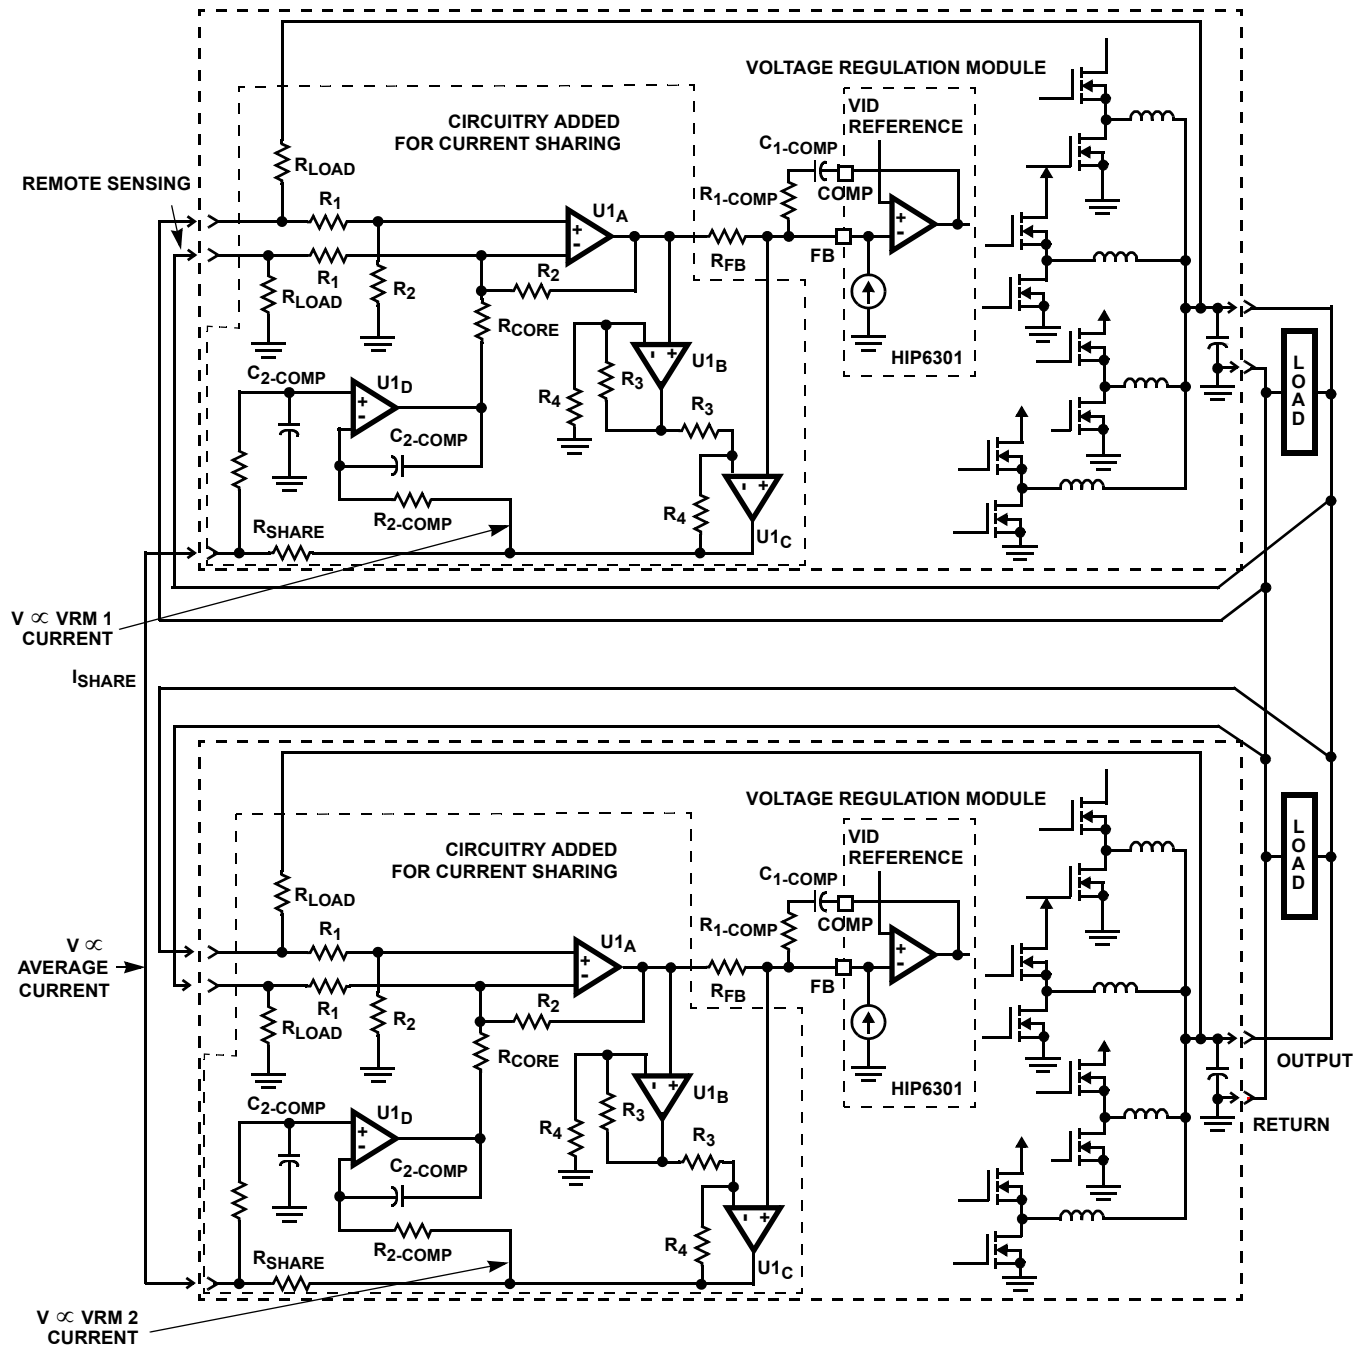 VOLTAGE REGULATION MODULE
CIRCUITRY ADDED
FOR CURRENT SHARING
VID
REFERENCE
C1-COMP
COMP
R1-COMP
RLOAD
REMOTE SENSING
R1
U1A
+
-
+
-
RFB
FB
R1
R2
R2
RLOAD
RCORE
HIP6301
- +
U1B
C2-COMP
U1D
+
-
R3
R4
R3
C2-COMP
- +
R4
R2-COMP
RSHARE
U1C
LOAD
V ∝ VRM 1
CURRENT
ISHARE
VOLTAGE REGULATION MODULE
CIRCUITRY ADDED
FOR CURRENT SHARING
VID
REFERENCE
C1-COMP
COMP
R1-COMP
RLOAD
R1
U1A
+
-
+
-
V ∝
AVERAGE
CURRENT
RFB
FB
R1
R2
R2
RLOAD
RCORE
HIP6301
- +
U1B
C2-COMP
U1D
+
-
R3
R4
R3
C2-COMP
- +
R4
R2-COMP
RSHARE
U1C
LOAD
OUTPUT
RETURN
V ∝ VRM 2
CURRENT